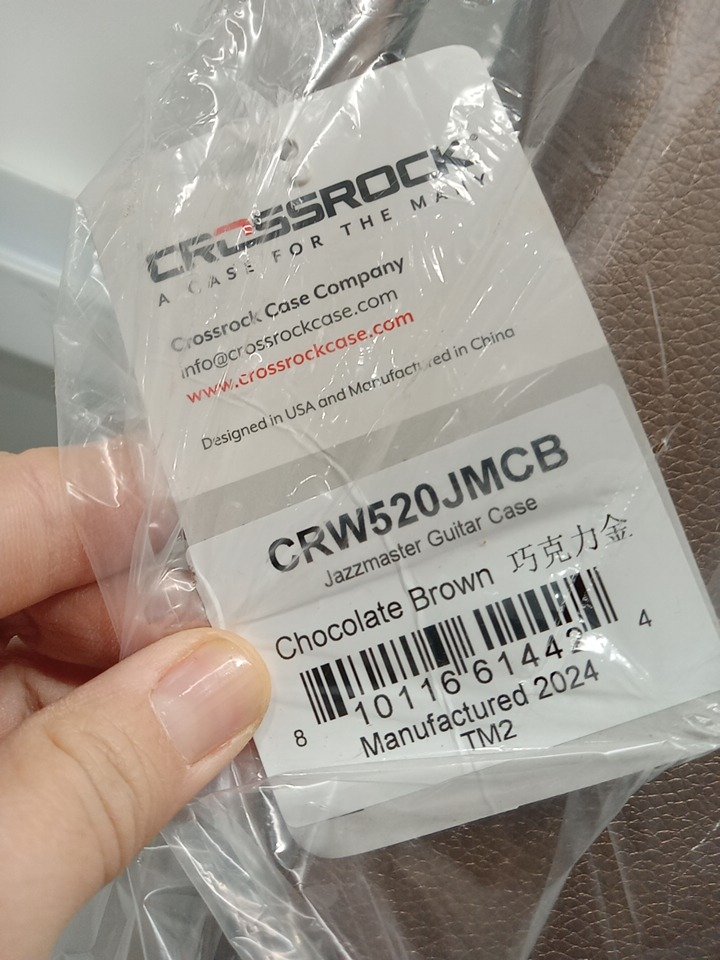 CROSSROCK®
A CASE FOR THE MANY
Crossrock Case Company
info@crossrockcase.com
www.crossrockcase.com
Designed in USA and Manufactured in China
CRW520JMCB
Jazzmaster Guitar Case
Chocolate Brown 巧克力金
8 10116 61442 4
Manufactured 2024
TM2